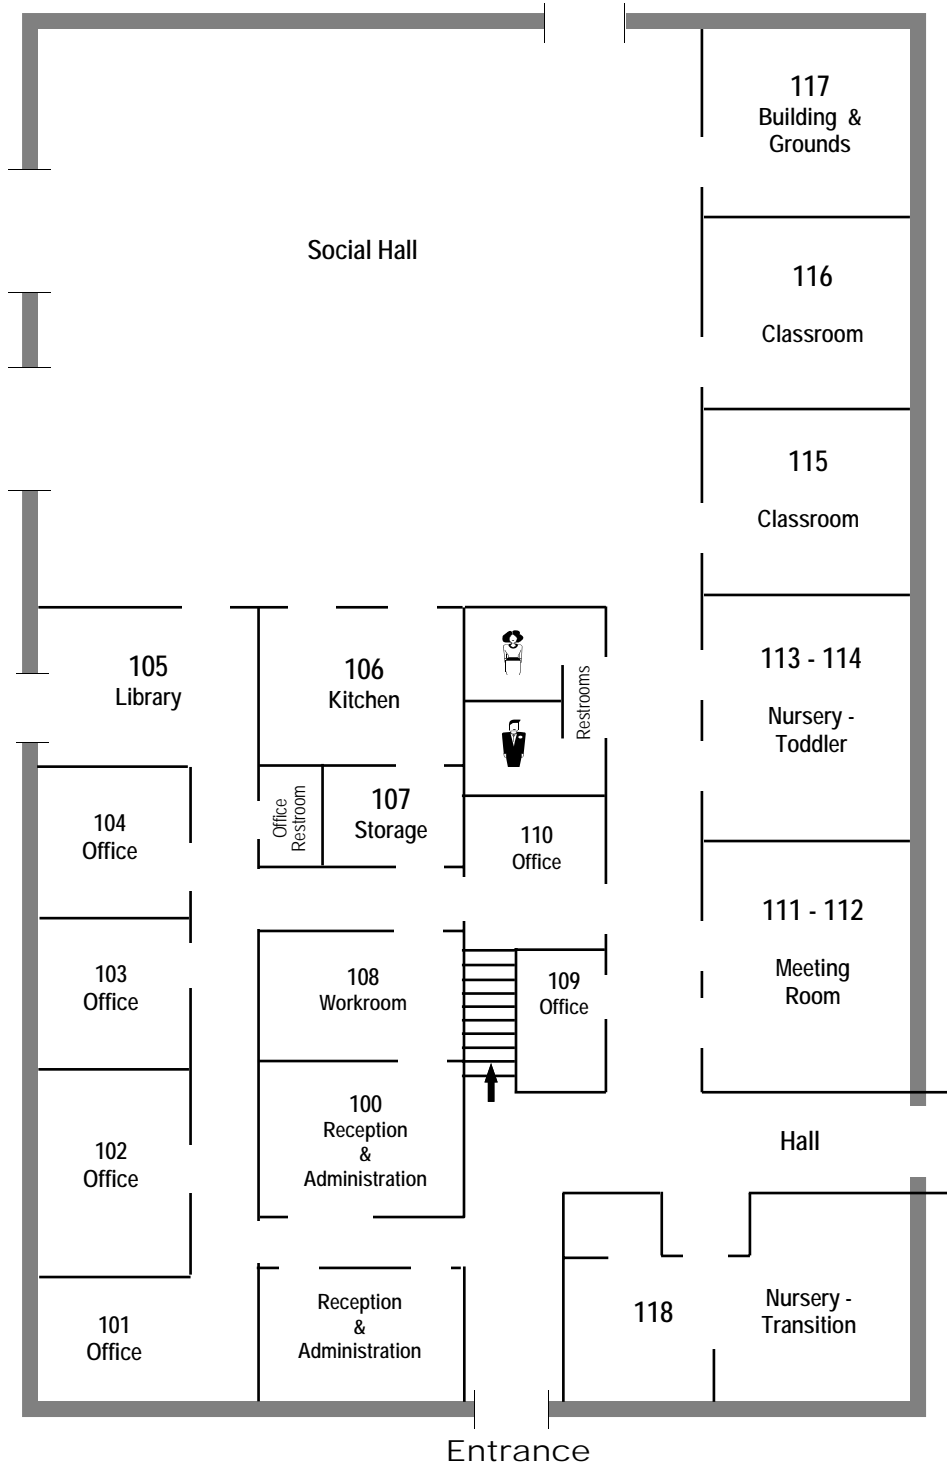 117
Building & 
Grounds
Social Hall
116
Classroom
115
Classroom
105
Library
106
Kitchen
Restrooms
113 - 114
Nursery -
Toddler
104
Office
Office
Restroom
107
Storage
110
Office
111 - 112
Meeting
Room
103
Office
108
Workroom
109
Office
100
Reception
&
Administration
102
Office
Hall
101
Office
Reception
&
Administration
118
Nursery -
Transition
Entrance